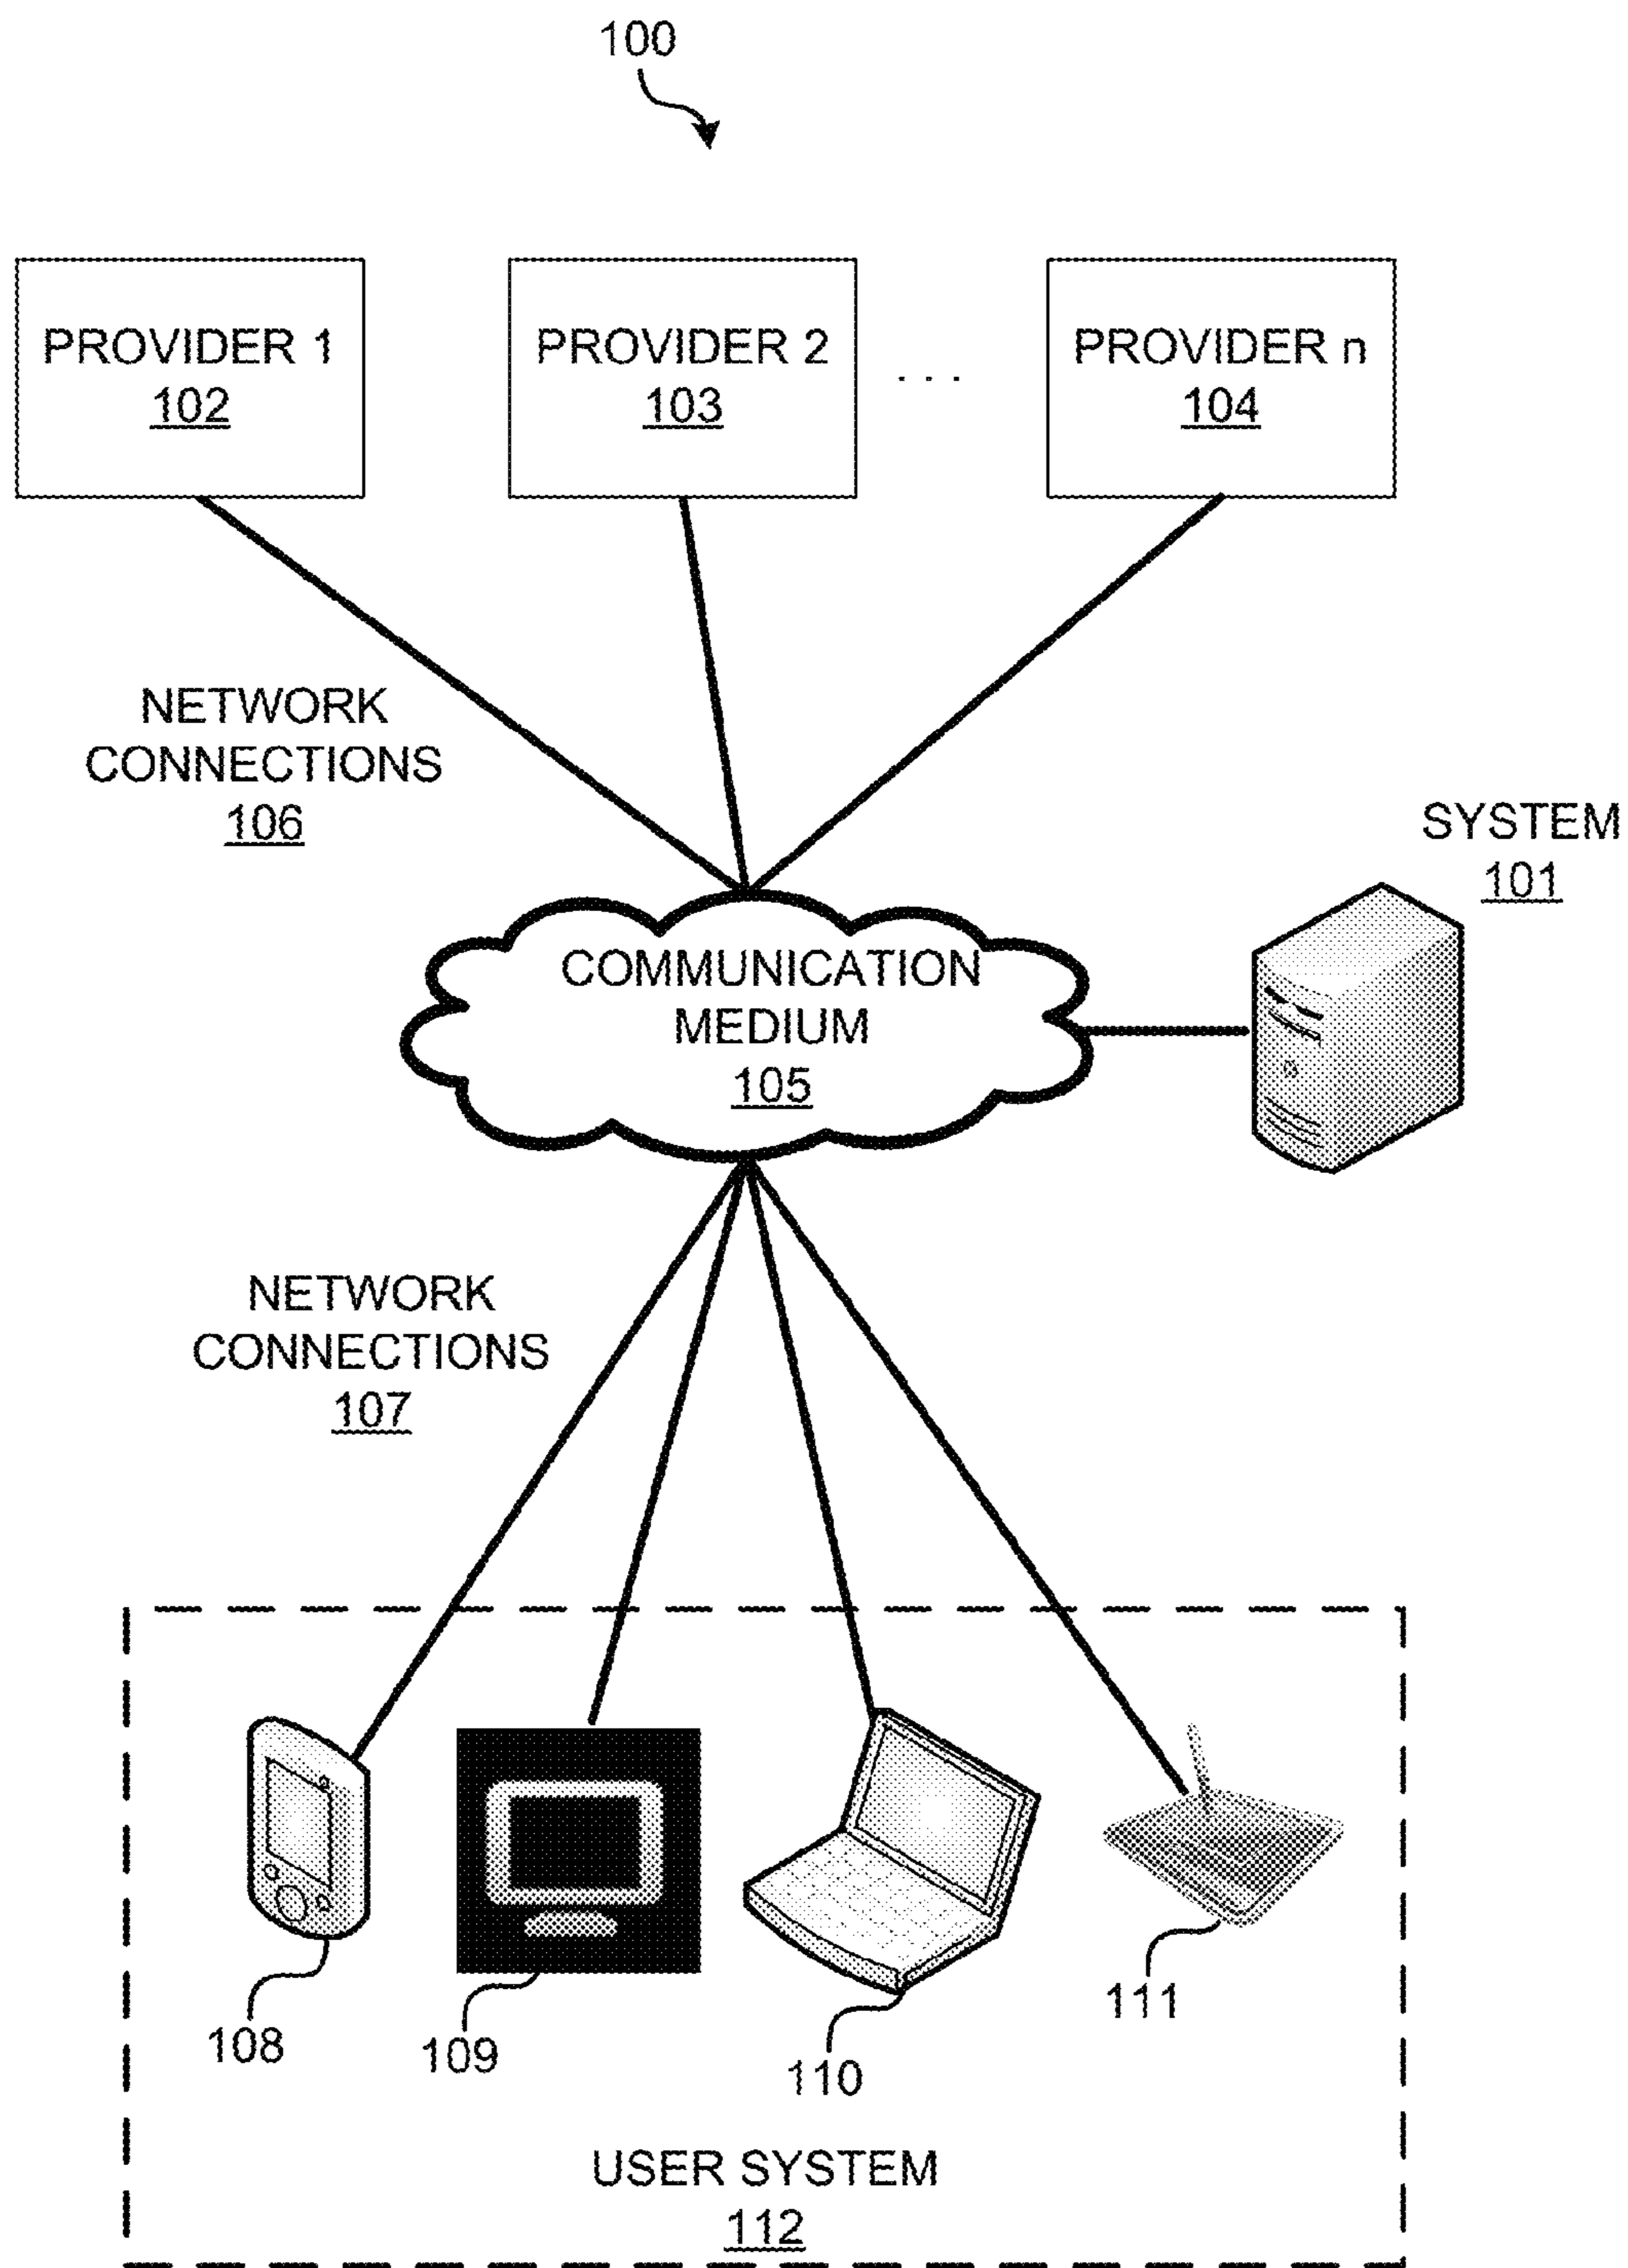 100
PROVIDER 1
102
PROVIDER 2
103
. . .
PROVIDER n
104
NETWORK
CONNECTIONS
106
SYSTEM
101
COMMUNICATION
MEDIUM
105
NETWORK
CONNECTIONS
107
108
109
110
111
USER SYSTEM
112